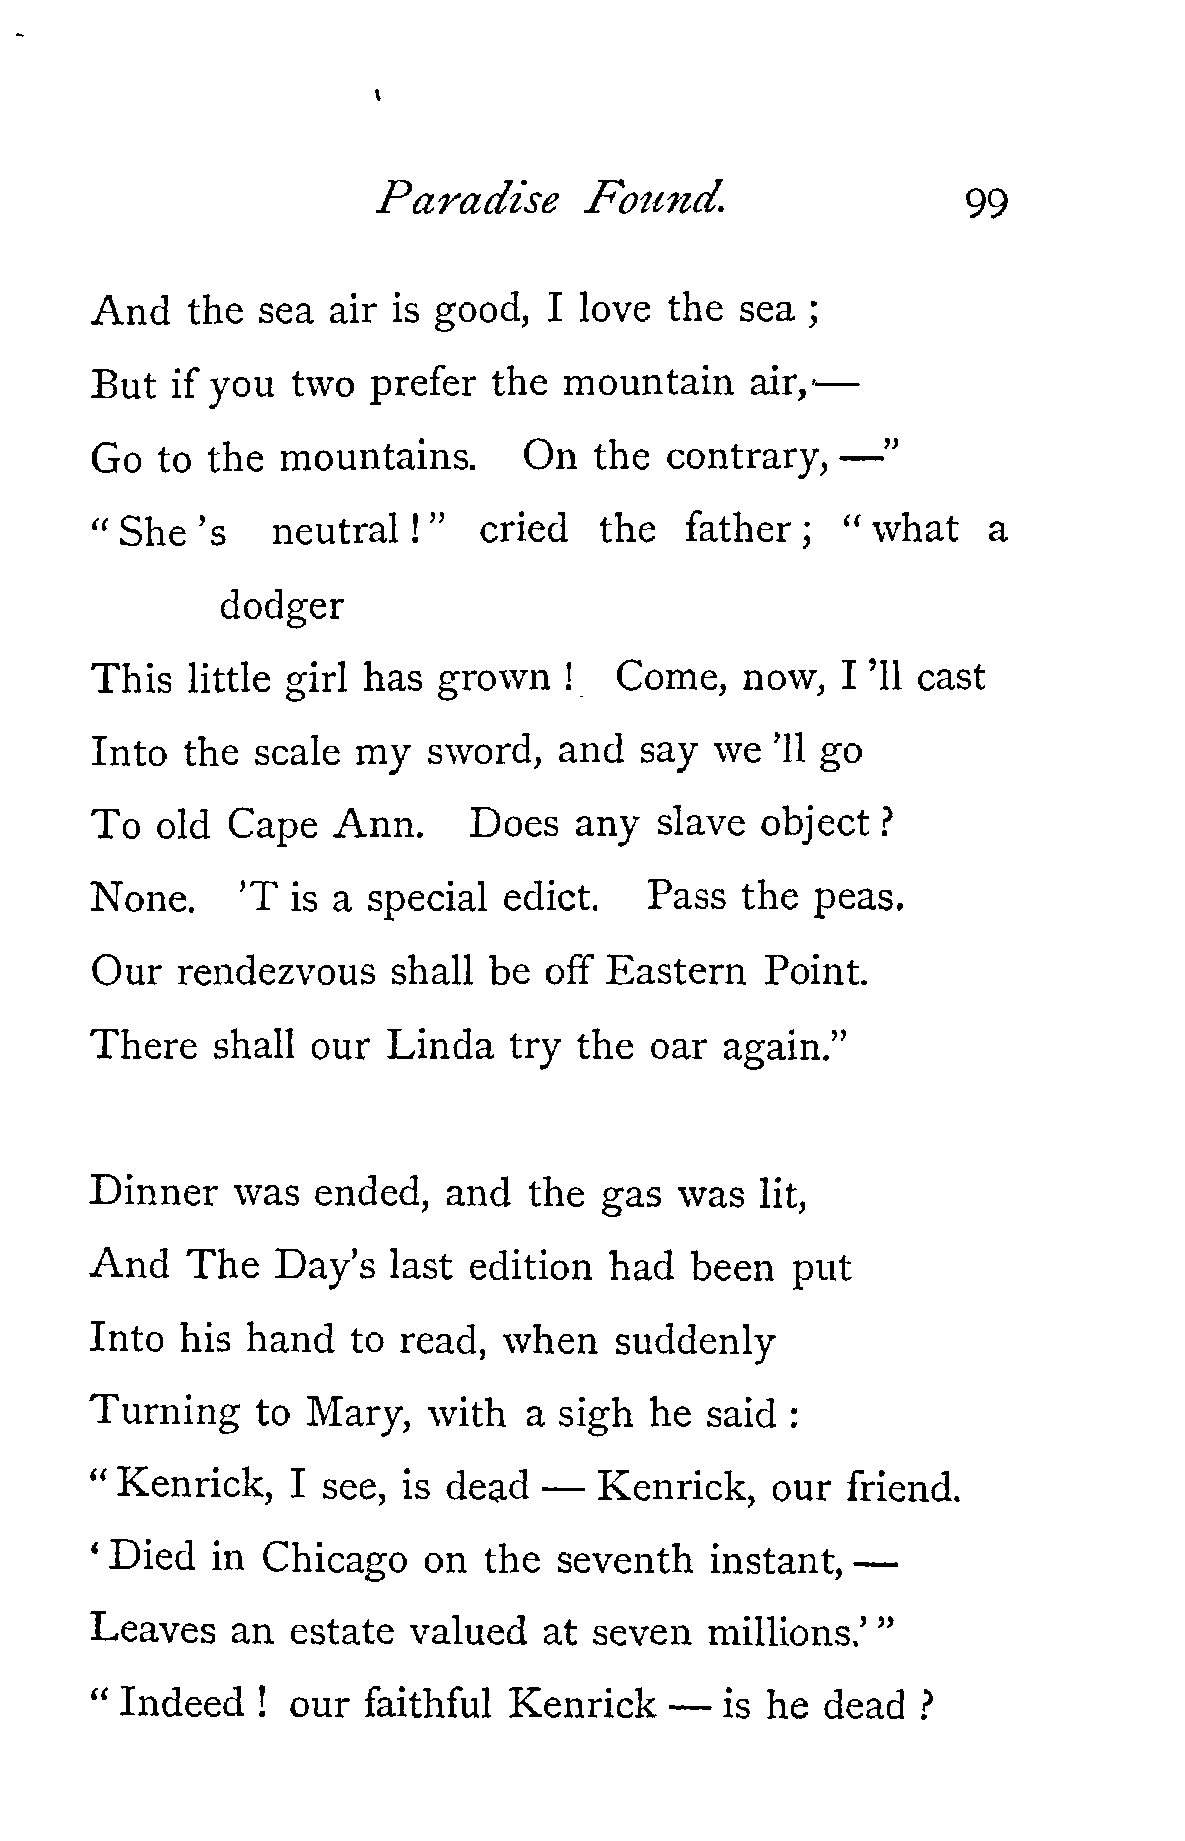 Paradise Found. 99
And the sea air is good, I love the sea ;
But if you two prefer the mountain air,—
Go to the mountains. On the contrary, —”
“ She ’s neutral ! ” cried the father ; “ what a
dodger
This little girl has grown ! Come, now, I ’ll cast
Into the scale my sword, and say we ’ll go
To old Cape Ann. Does any slave object ?
None. ’T is a special edict. Pass the peas.
Our rendezvous shall be off Eastern Point.
There shall our Linda try the oar again.”
Dinner was ended, and the gas was lit,
And The Day’s last edition had been put
Into his hand to read, when suddenly
Turning to Mary, with a sigh he said :
“ Kenrick, I see, is dead — Kenrick, our friend.
‘ Died in Chicago on the seventh instant, —
Leaves an estate valued at seven millions.’ ”
“ Indeed ! our faithful Kenrick — is he dead ?